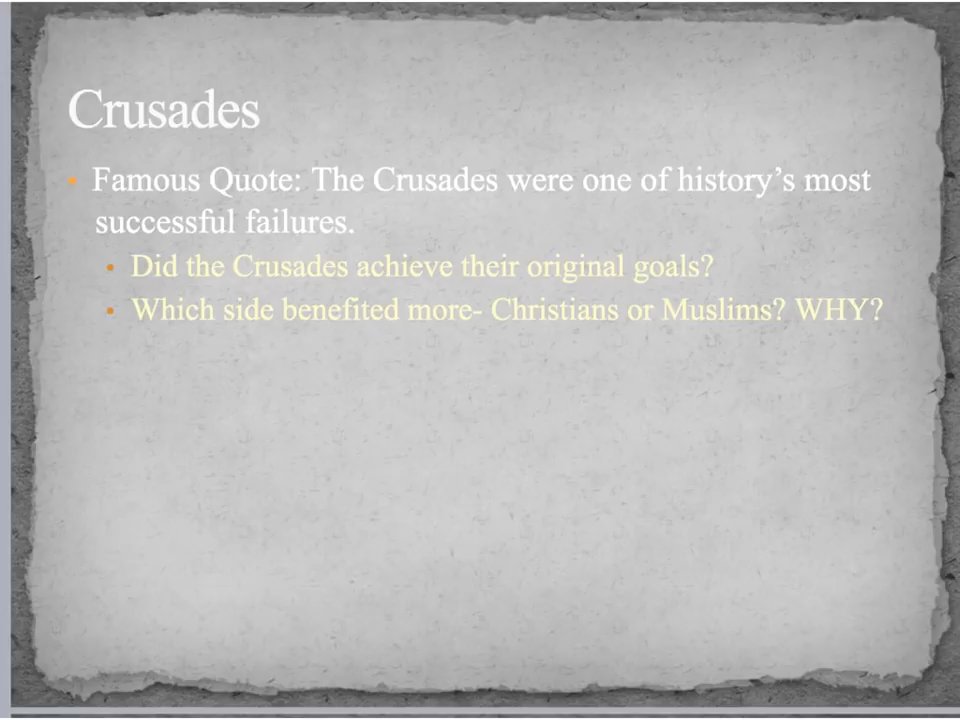 Crusades
• Famous Quote: The Crusades were one of history’s most
successful failures.
• Did the Crusades achieve their original goals?
• Which side benefited more- Christians or Muslims? WHY?